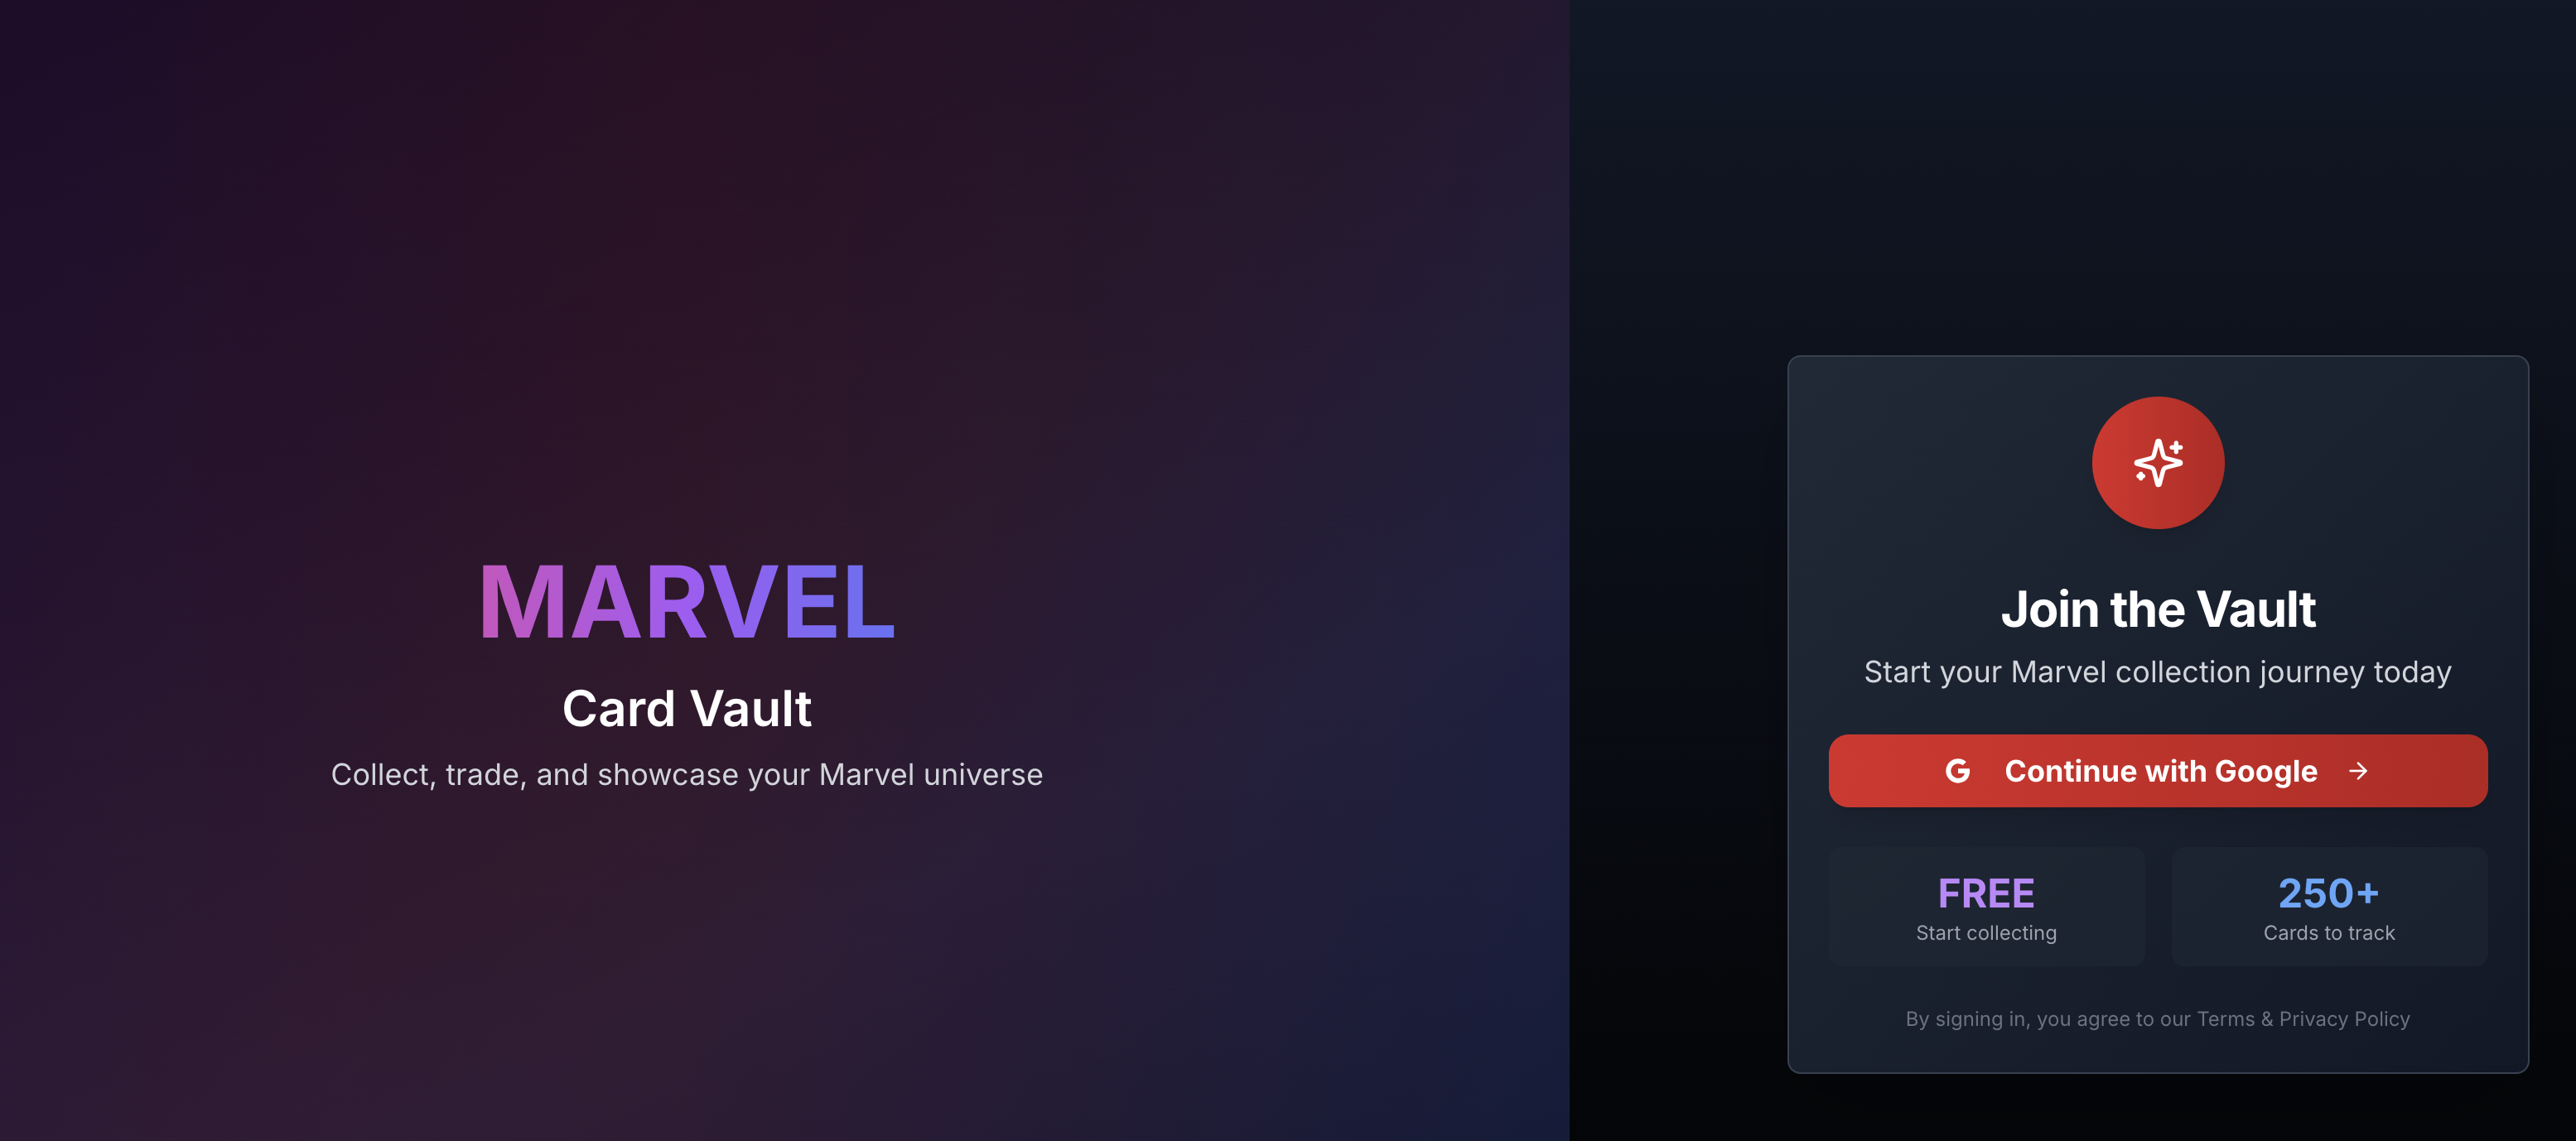 MARVEL
Card Vault
Collect, trade, and showcase your Marvel universe
Join the Vault
Start your Marvel collection journey today
G Continue with Google →
FREE
Start collecting
250+
Cards to track
By signing in, you agree to our Terms & Privacy Policy